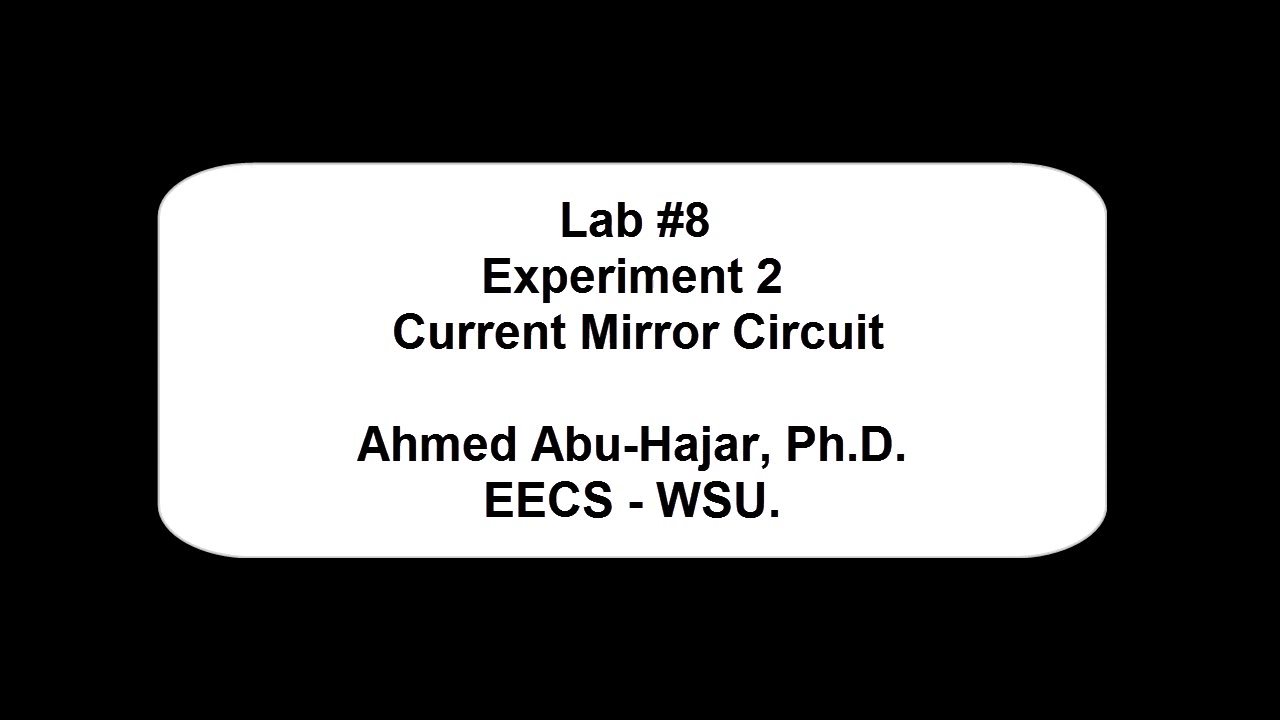 Lab #8
Experiment 2
Current Mirror Circuit
Ahmed Abu-Hajar, Ph.D.
EECS - WSU.